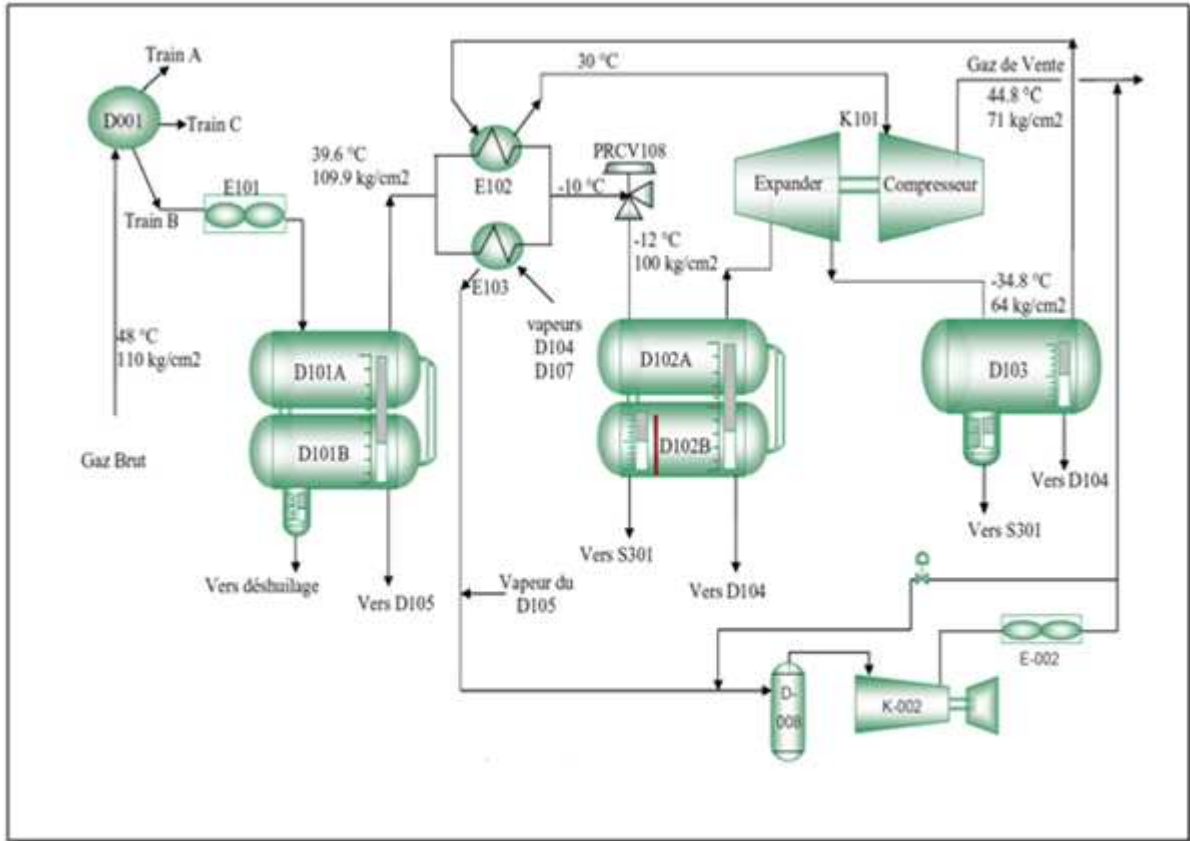 Train A
D001
Train C
Train B
E101
48 °C
110 kg/cm2
Gaz Brut
D101A
D101B
Vers déshuilage
Vers D105
39.6 °C
109.9 kg/cm2
30 °C
E102
E103
-10 °C
PRCV108
vapeurs
D104
D107
-12 °C
100 kg/cm2
D102A
D102B
Vers S301
Vers D104
K101
Expander
Compresseur
Gaz de Vente
44.8 °C
71 kg/cm2
-34.8 °C
64 kg/cm2
D103
Vers D104
Vers S301
Vapeur du
D105
E-002
D-
008
K-002